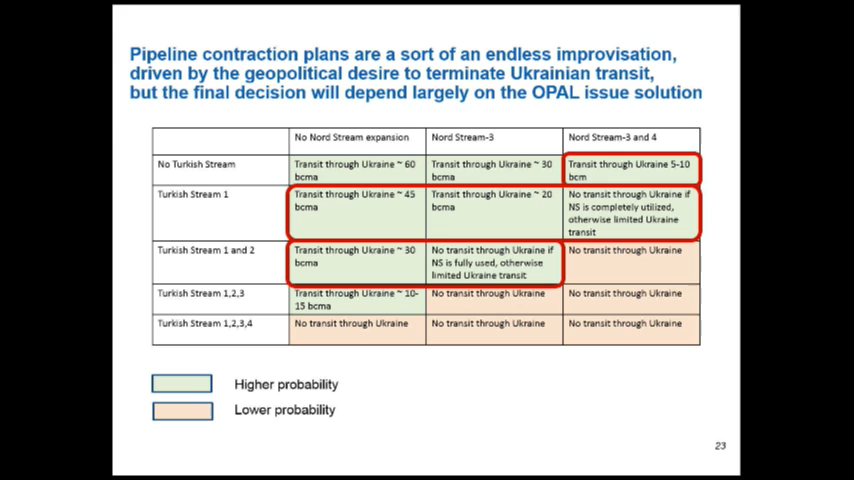 23
Pipeline contraction plans are a sort of an endless improvisation,
driven by the geopolitical desire to terminate Ukrainian transit,
but the final decision will depend largely on the OPAL issue solution
No Nord Stream expansion
Nord Stream-3
Nord Stream-3 and 4
No Turkish Stream
Transit through Ukraine ~ 60
bcma
Transit through Ukraine ~ 30
bcma
Transit through Ukraine 5-10
bcm
Turkish Stream 1
Transit through Ukraine ~ 45
bcma
Transit through Ukraine ~ 20
bcma
No transit through Ukraine if
NS is completely utilized,
otherwise limited Ukraine
transit
Turkish Stream 1 and 2
Transit through Ukraine ~ 30
bcma
No transit through Ukraine if
NS is fully used, otherwise
limited Ukraine transit
No transit through Ukraine
Turkish Stream 1,2,3
Transit through Ukraine ~ 10-
15 bcma
No transit through Ukraine
No transit through Ukraine
Turkish Stream 1,2,3,4
No transit through Ukraine
No transit through Ukraine
No transit through Ukraine
Higher probability
Lower probability
23